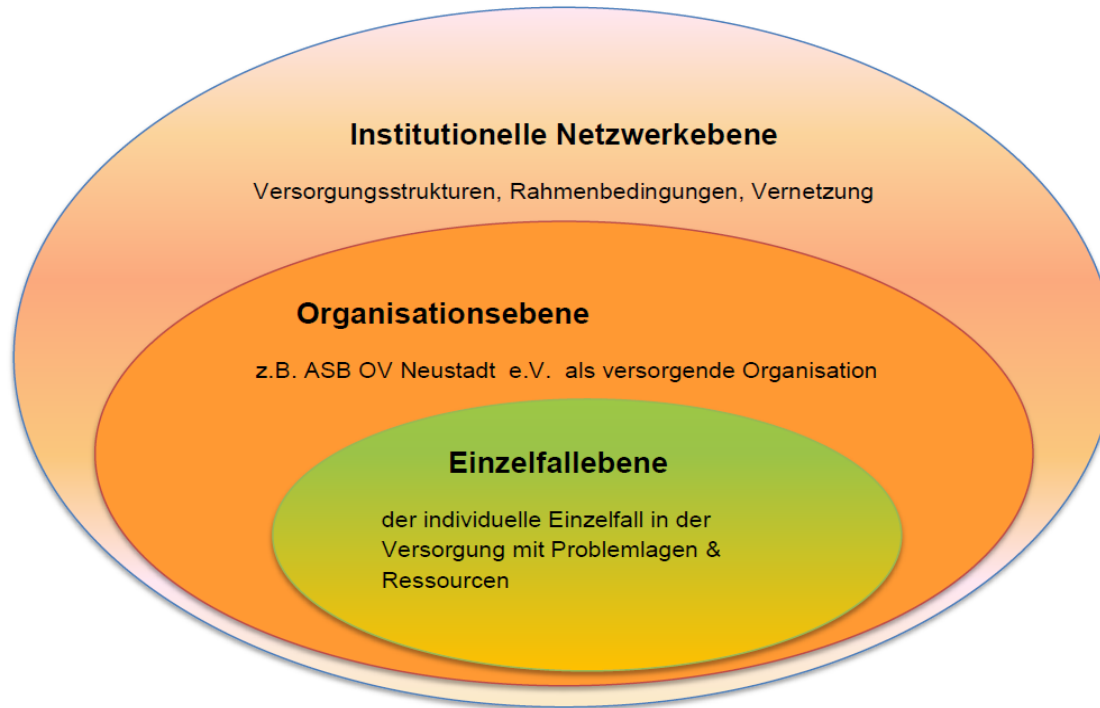 Institutionelle Netzwerkebene
Versorgungsstrukturen, Rahmenbedingungen, Vernetzung
Organisationsebene
z.B. ASB OV Neustadt e.V. als versorgende Organisation
Einzelfallebene
der individuelle Einzelfall in der
Versorgung mit Problemlagen &
Ressourcen